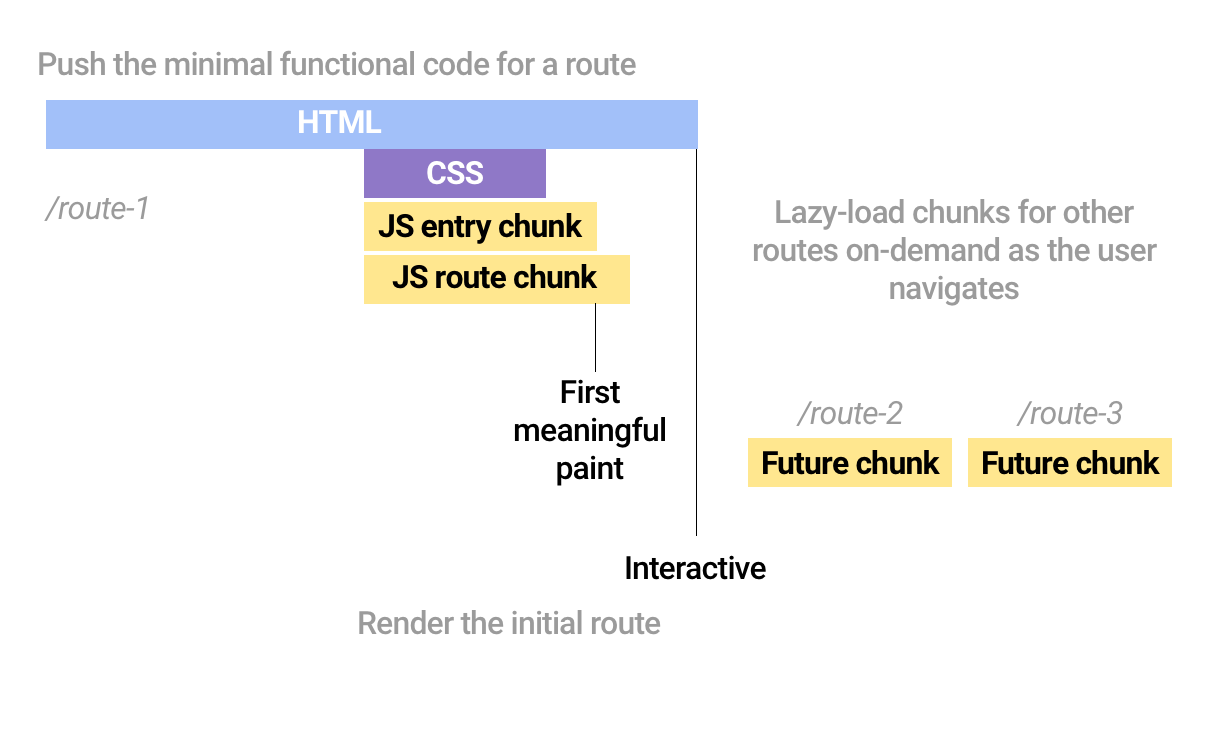 Push the minimal functional code for a route
HTML
CSS
/route-1
JS entry chunk
JS route chunk
Lazy-load chunks for other
routes on-demand as the user
navigates
First
meaningful
paint
/route-2
/route-3
Future chunk
Future chunk
Interactive
Render the initial route